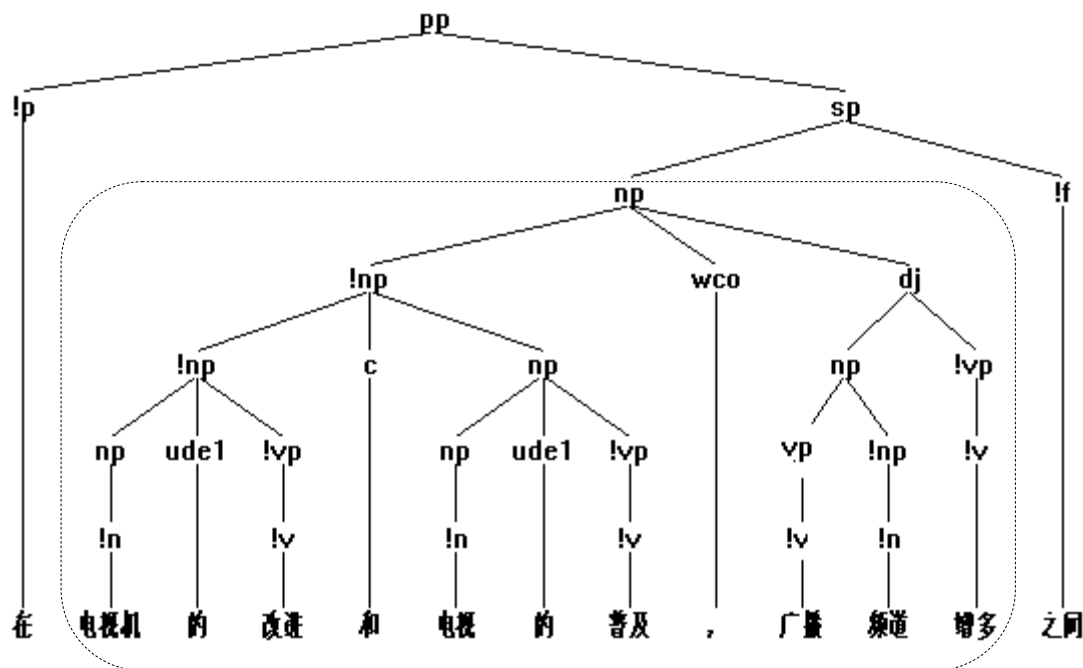 pp
!p sp
np !f
!np wco dj
!np c np np !vp
np ude1 !vp np ude1 !vp vp !np !v
!n !v !n !v !v !n
在 电视机 的 改进 和 电视 的 普及 , 广播 频道 增多 之间